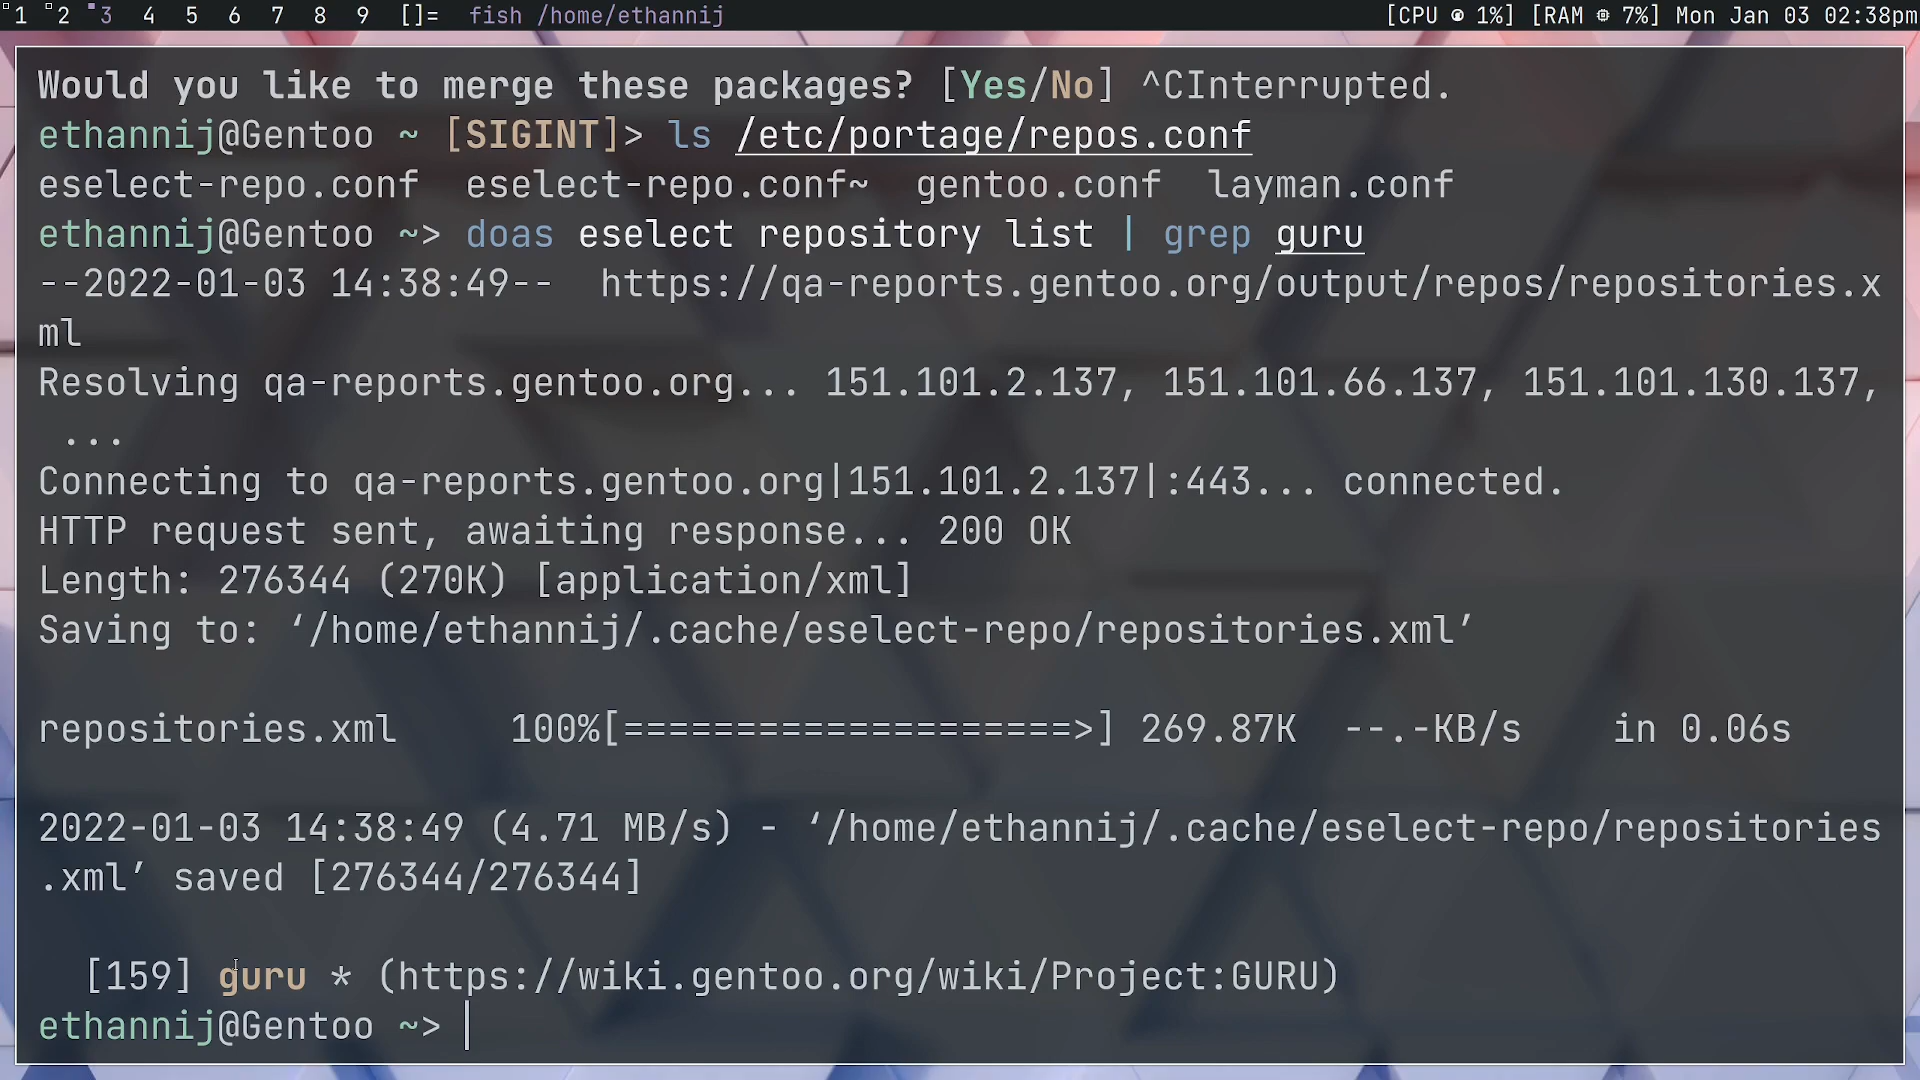 1 2 3 4 5 6 7 8 9 []= fish /home/ethannij [CPU 1%] [RAM 7%] Mon Jan 03 02:38pm
Would you like to merge these packages? [Yes/No] ^CInterrupted.
ethannij@Gentoo ~ [SIGINT]> ls /etc/portage/repos.conf
eselect-repo.conf  eselect-repo.conf~  gentoo.conf  layman.conf
ethannij@Gentoo ~> doas eselect repository list | grep guru
--2022-01-03 14:38:49--  https://qa-reports.gentoo.org/output/repos/repositories.x
ml
Resolving qa-reports.gentoo.org... 151.101.2.137, 151.101.66.137, 151.101.130.137,
 ...
Connecting to qa-reports.gentoo.org|151.101.2.137|:443... connected.
HTTP request sent, awaiting response... 200 OK
Length: 276344 (270K) [application/xml]
Saving to: ‘/home/ethannij/.cache/eselect-repo/repositories.xml’
repositories.xml     100%[====================>] 269.87K  --.-KB/s    in 0.06s
2022-01-03 14:38:49 (4.71 MB/s) - ‘/home/ethannij/.cache/eselect-repo/repositories
.xml’ saved [276344/276344]
[159] guru * (https://wiki.gentoo.org/wiki/Project:GURU)
ethannij@Gentoo ~>